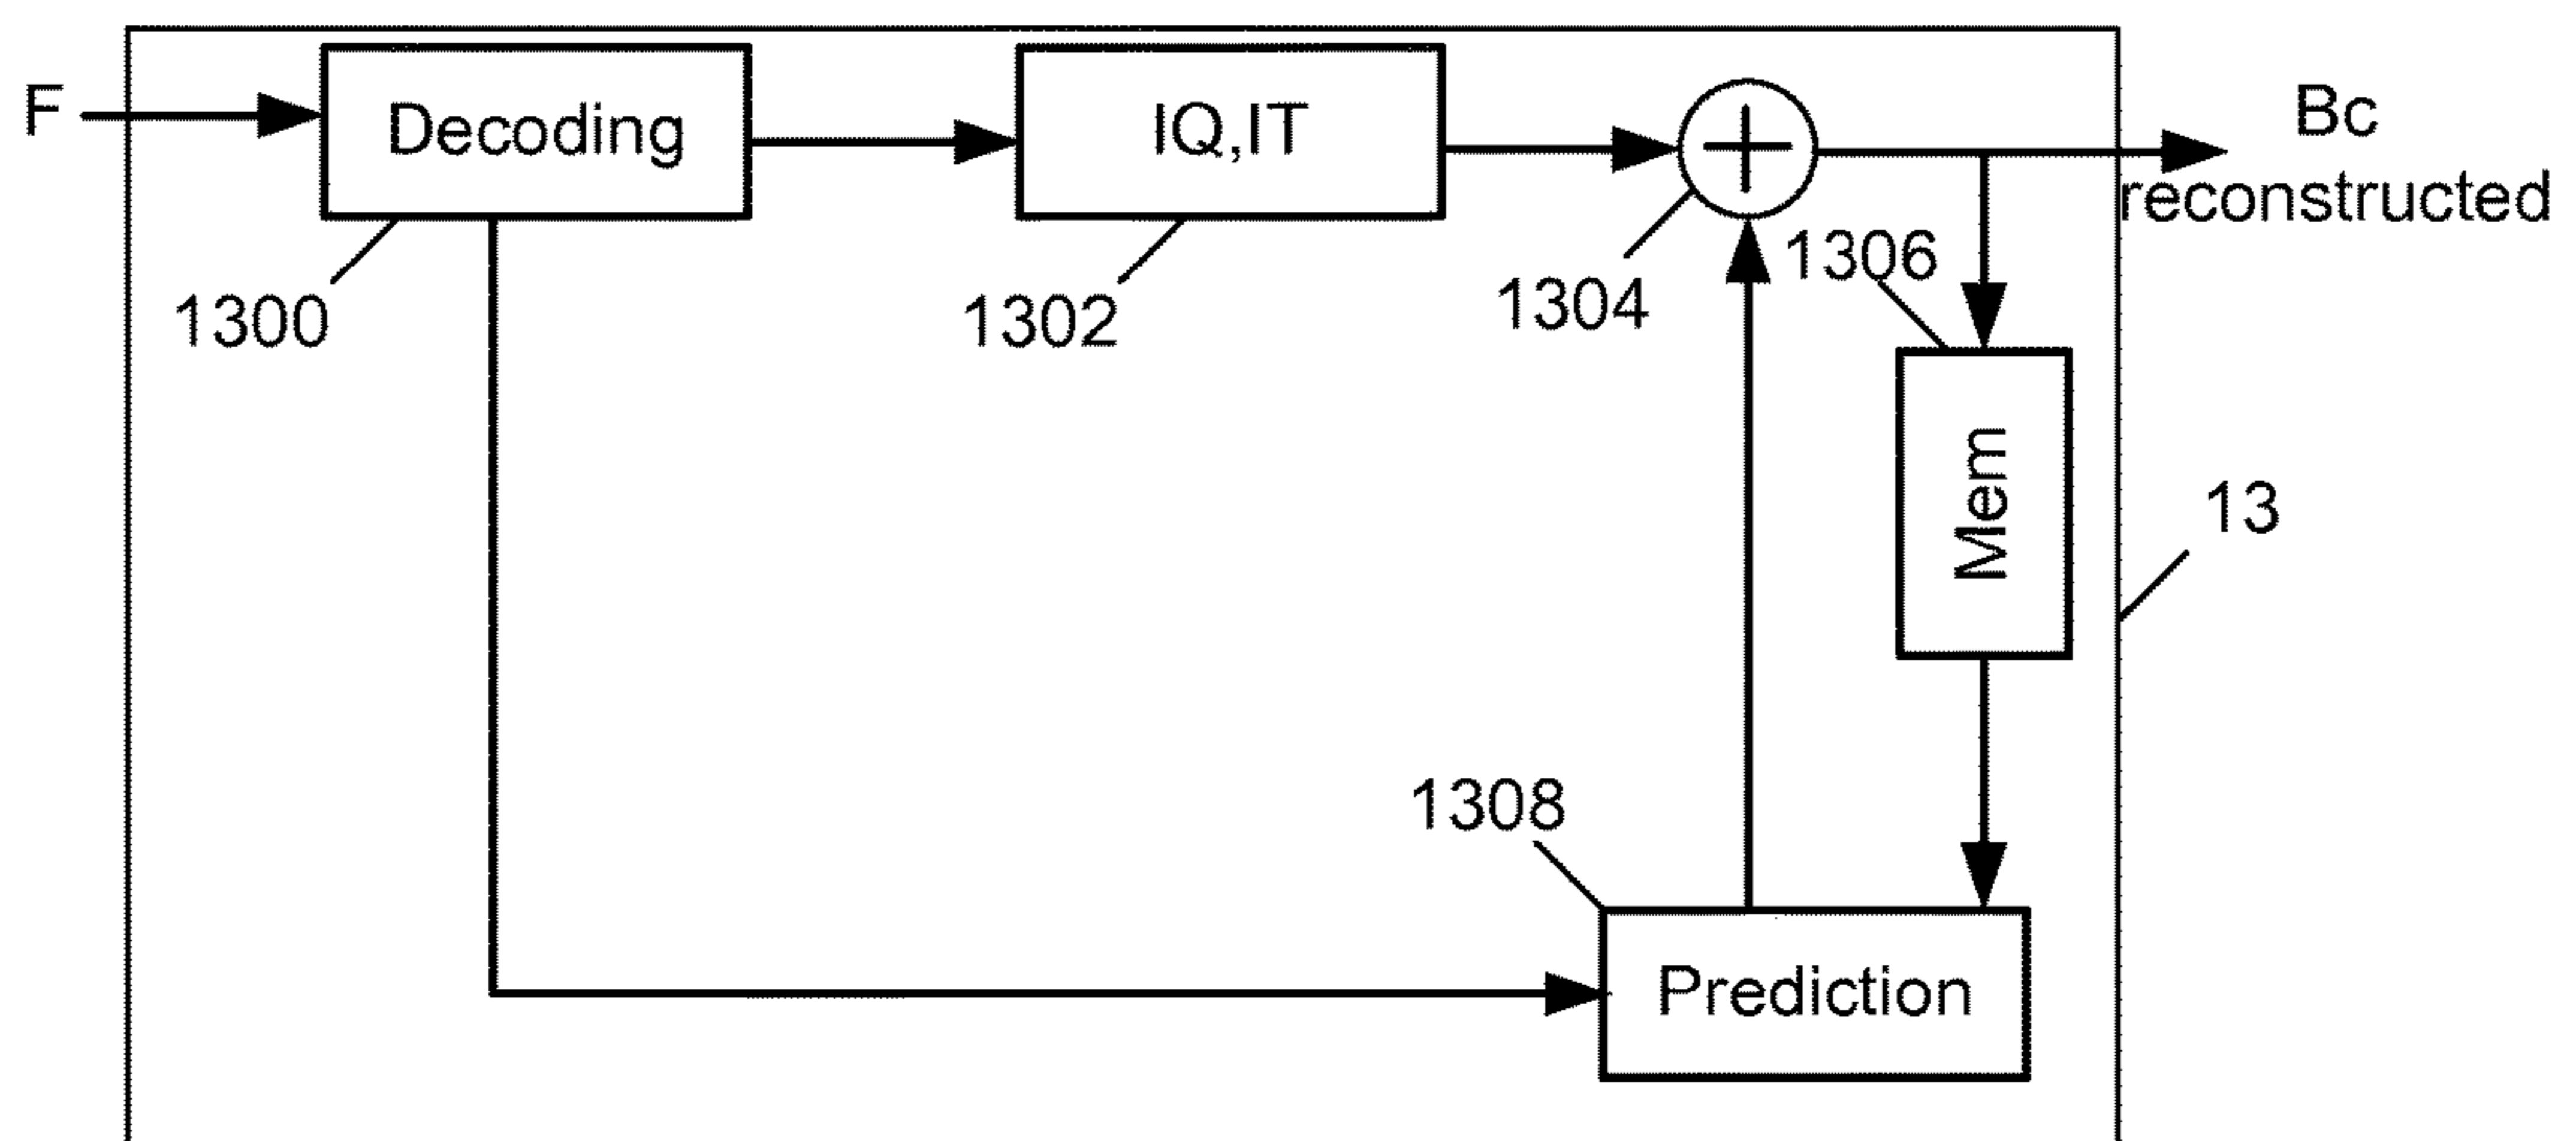 F
Decoding
IQ,IT
Bc
reconstructed
1300
1302
1304
1306
Mem
13
1308
Prediction